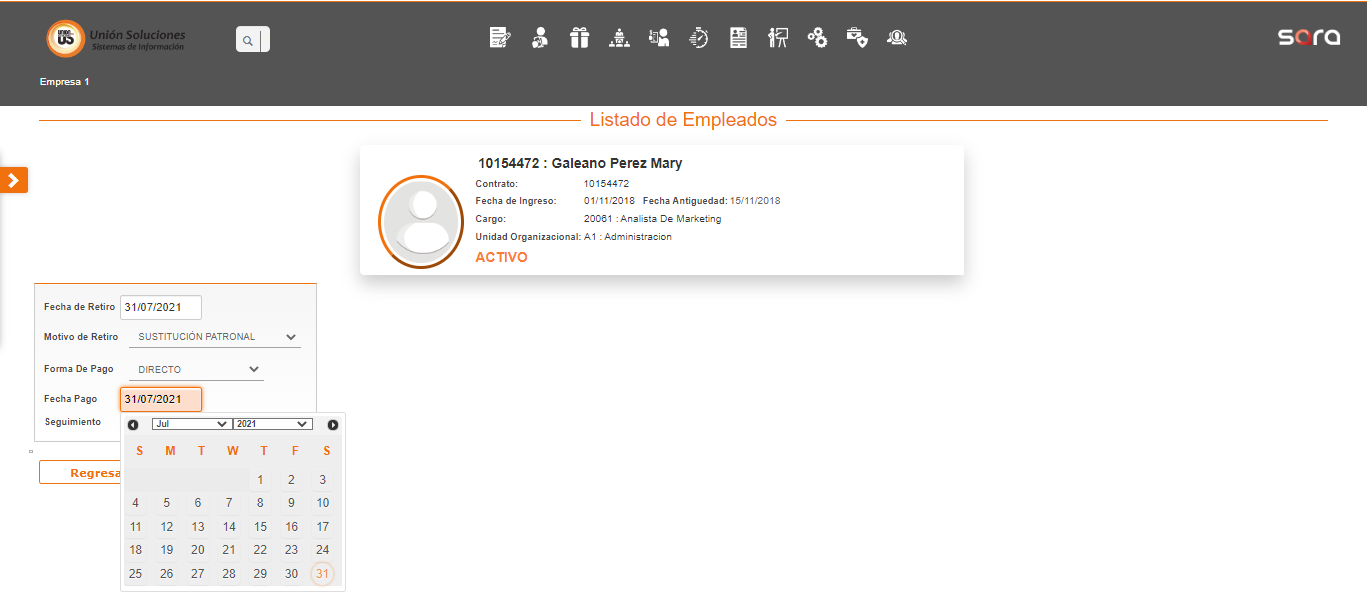 UNION
US
Unión Soluciones
Sistemas de Información
sara
Empresa 1
Listado de Empleados
10154472 : Galeano Perez Mary
Contrato: 10154472
Fecha de Ingreso: 01/11/2018 Fecha Antiguedad: 15/11/2018
Cargo: 20061 : Analista De Marketing
Unidad Organizacional: A1 : Administracion
ACTIVO
Fecha de Retiro 31/07/2021
Motivo de Retiro SUSTITUCIÓN PATRONAL
Forma De Pago DIRECTO
Fecha Pago 31/07/2021
Seguimiento
Jul 2021
S M T W T F S
1 2 3
4 5 6 7 8 9 10
11 12 13 14 15 16 17
18 19 20 21 22 23 24
25 26 27 28 29 30 31
Regresa